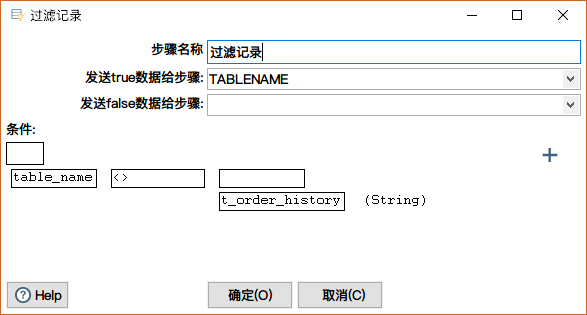 过滤记录
步骤名称 过滤记录
发送true数据给步骤: TABLENAME
发送false数据给步骤:
条件:
table_name <>
t_order_history (String)
Help 确定(O) 取消(C)